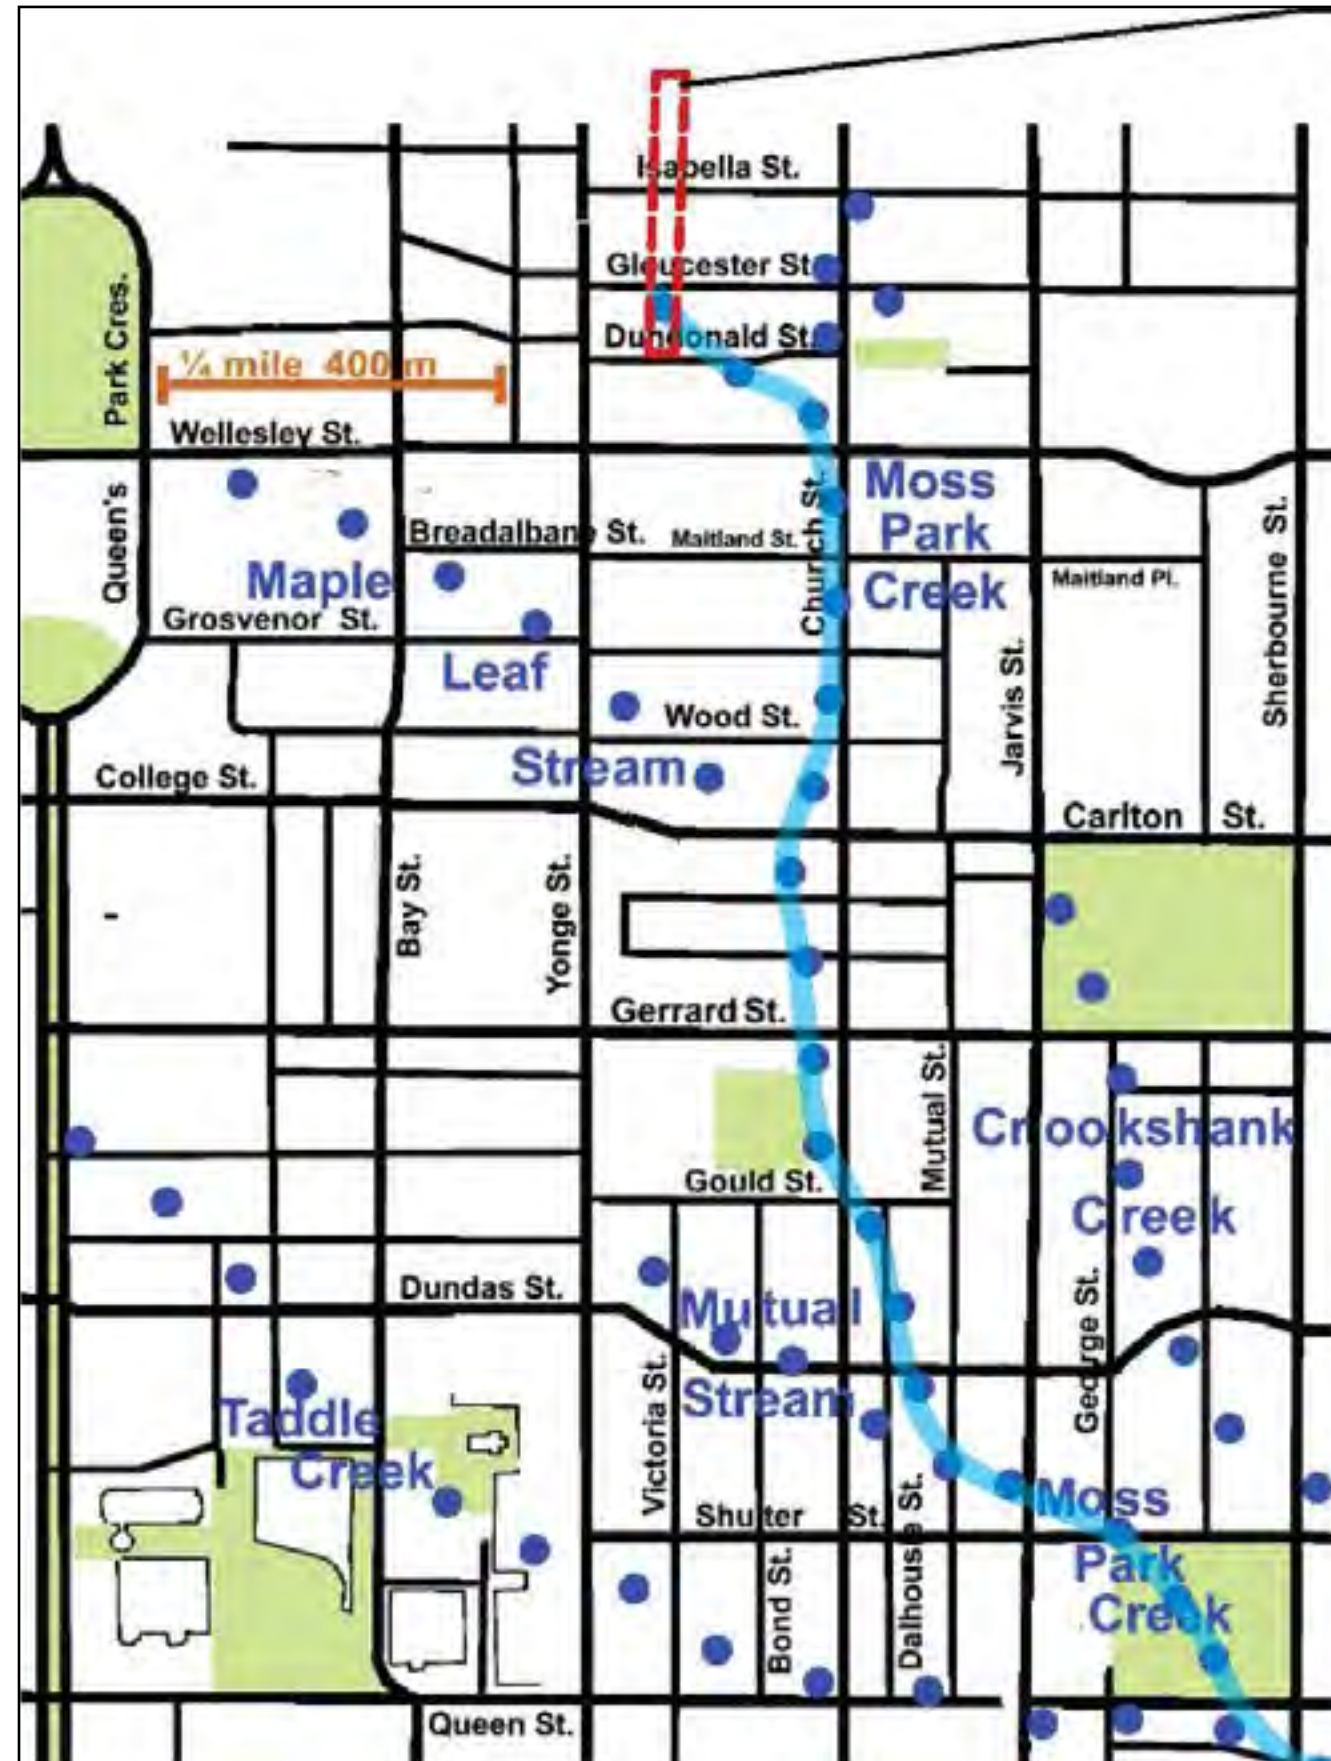 Isabella St.
Gloucester St.
Dundonald St.
Park Cres.
¼ mile 400 m
Wellesley St.
Queen's
Church St.
Moss
Park
Creek
Breadalbane St.
Maitland St.
Maitland Pl.
Sherbourne St.
Maple
Grosvenor St.
Leaf
Jarvis St.
Wood St.
Stream
College St.
Carlton St.
Bay St.
Yonge St.
Gerrard St.
Mutual St.
Crookshank
Creek
Gould St.
Dundas St.
Mutual
Stream
George St.
Victoria St.
Taddle
Creek
Moss
Park
Creek
Shutter St.
Bond St.
Dalhouse St.
Queen St.